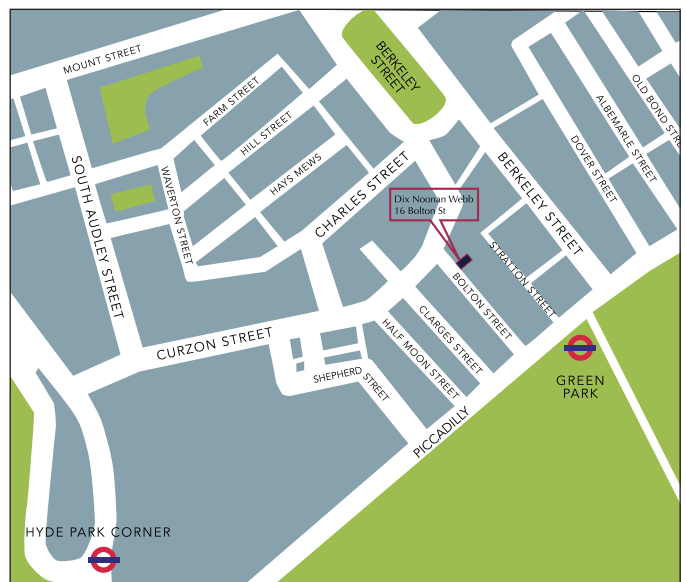 MOUNT STREET
BERKELEY
STREET
OLD BOND STRE
FARM STREET
ALBEMARLE STREET
HILL STREET
DOVER STREET
HAYS MEWS
CHARLES STREET
BERKELEY STREET
SOUTH AUDLEY STREET
WAVERTON STREET
Dix Noonan Webb
16 Bolton St
STRATTON STREET
BOLTON STREET
CLARGES STREET
HALF MOON STREET
CURZON STREET
SHEPHERD
STREET
GREEN
PARK
PICCADILLY
HYDE PARK CORNER